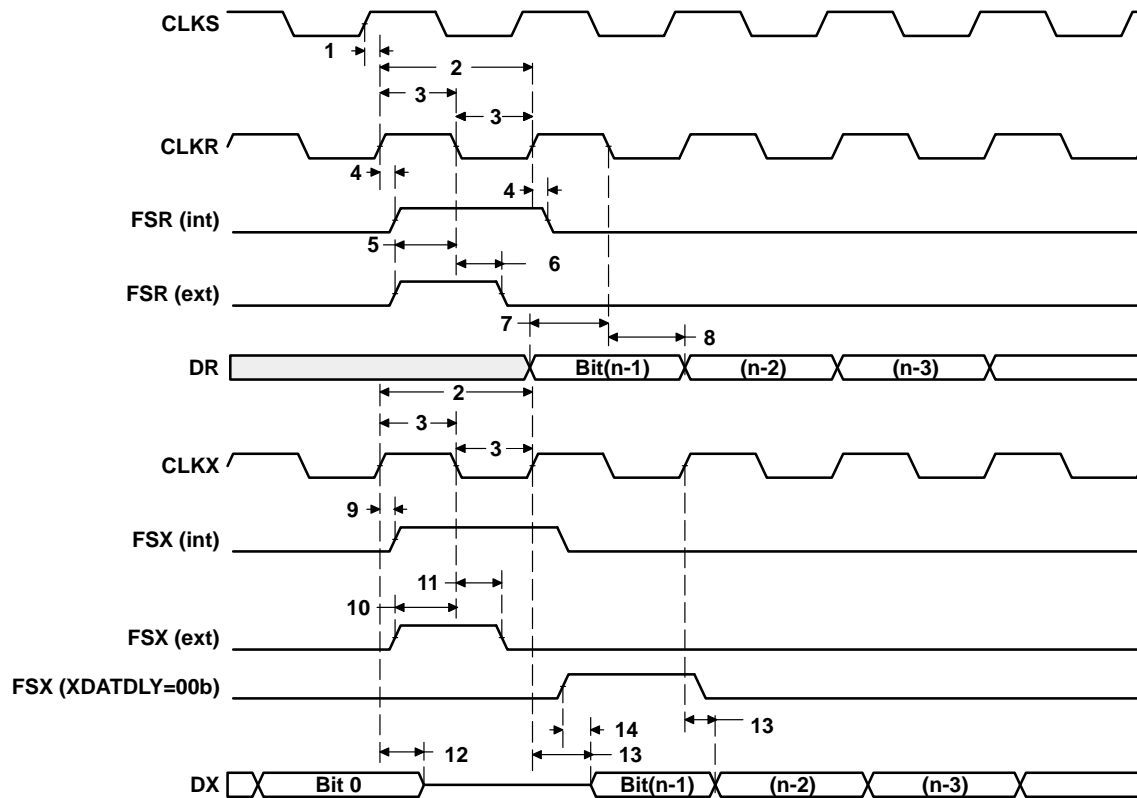 CLKS
1
2
3
3
CLKR
4
4
FSR (int)
5
6
FSR (ext)
7
8
DR
Bit(n-1) (n-2) (n-3)
2
3
3
CLKX
9
FSX (int)
11
10
FSX (ext)
FSX (XDATDLY=00b)
14
13
12
13
DX
Bit 0 Bit(n-1) (n-2) (n-3)